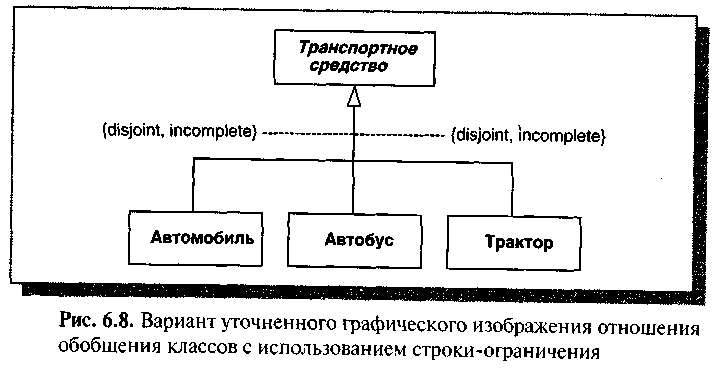 Транспортное
средство
{disjoint, incomplete}
{disjoint, incomplete}
Автомобиль
Автобус
Трактор
Рис. 6.8. Вариант уточненного графического изображения отношения
обобщения классов с использованием строки-ограничения